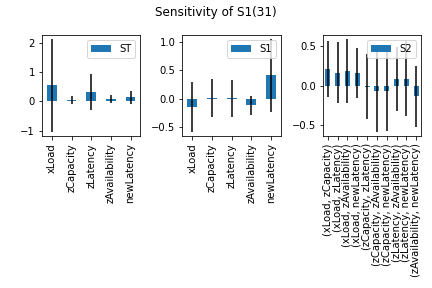 Sensitivity of S1(31)
ST
2
1
0
−1
xLoad
zCapacity
zLatency
zAvailability
newLatency
S1
1.0
0.5
0.0
−0.5
xLoad
zCapacity
zLatency
zAvailability
newLatency
S2
0.5
0.0
−0.5
(xLoad, zCapacity)
(xLoad, zLatency)
(xLoad, zAvailability)
(xLoad, newLatency)
(zCapacity, zLatency)
(zCapacity, zAvailability)
(zCapacity, newLatency)
(zLatency, zAvailability)
(zLatency, newLatency)
(zAvailability, newLatency)